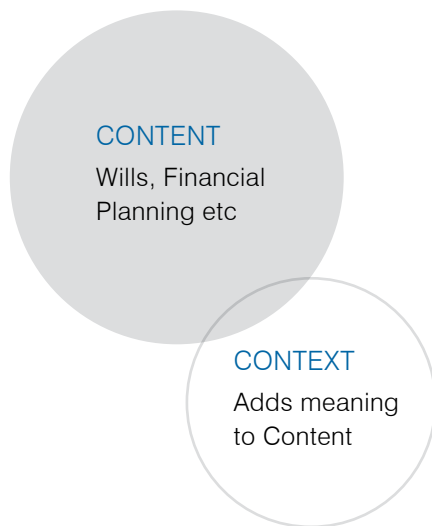 CONTENT
Wills, Financial
Planning etc
CONTEXT
Adds meaning
to Content